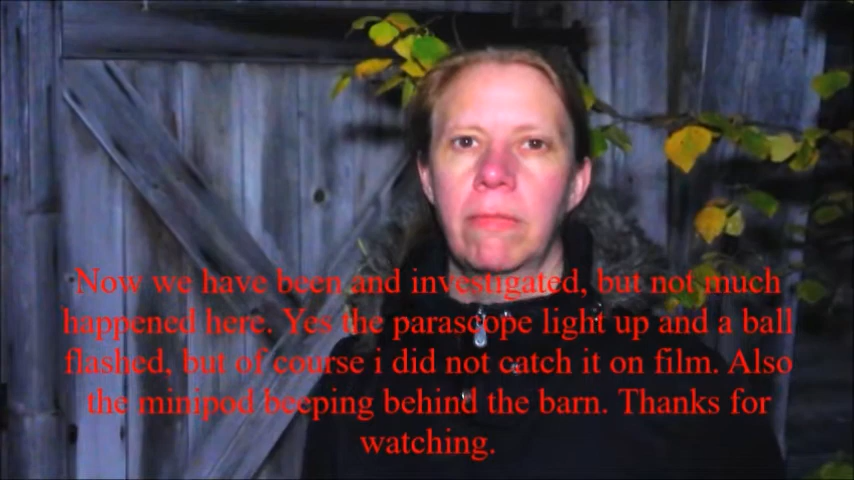 Now we have been and investigated, but not much
happened here. Yes the parascope light up and a ball
flashed, but of course i did not catch it on film. Also
the minipod beeping behind the barn. Thanks for
watching.